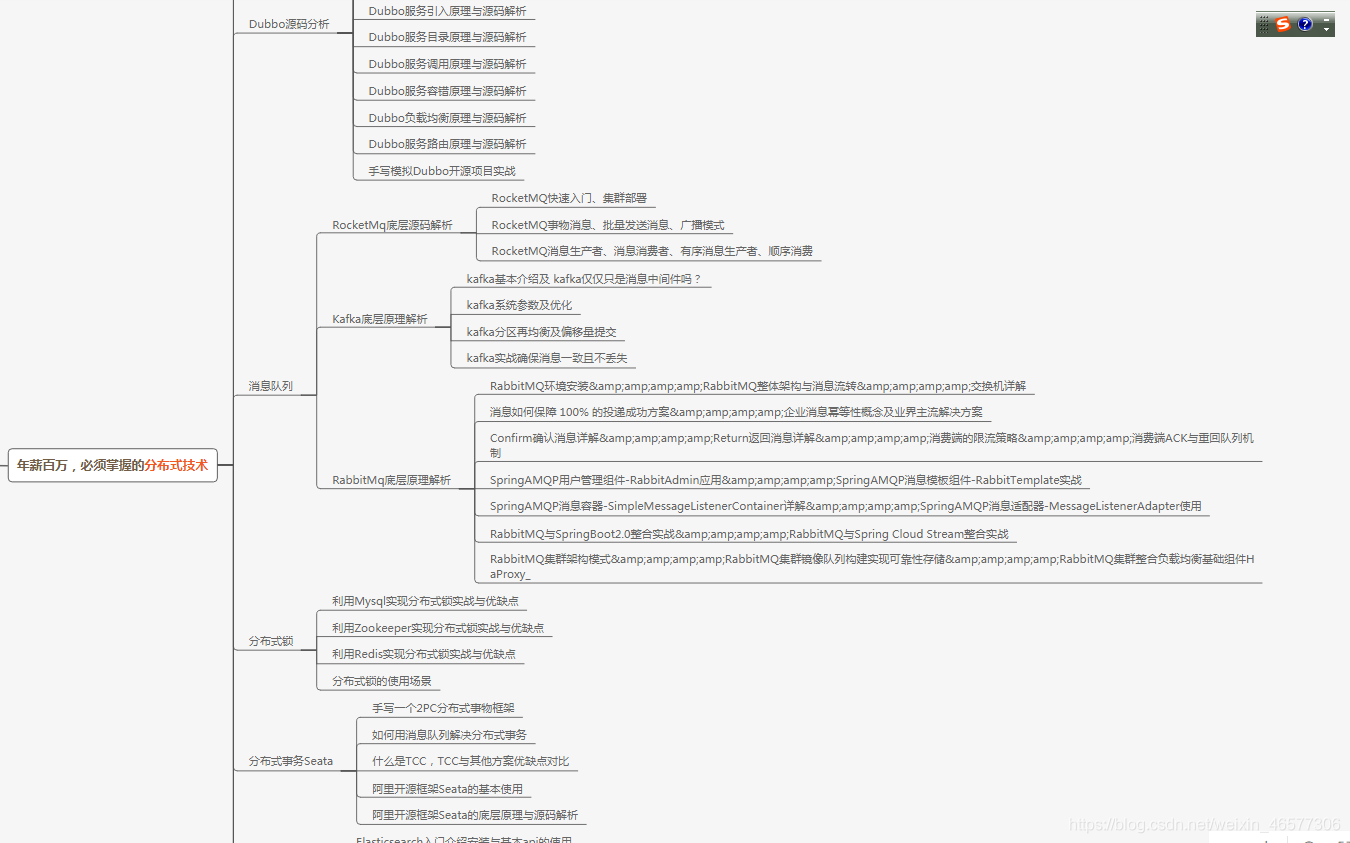 Dubbo服务引入原理与源码解析
Dubbo源码分析
Dubbo服务目录原理与源码解析
Dubbo服务调用原理与源码解析
Dubbo服务容错原理与源码解析
Dubbo负载均衡原理与源码解析
Dubbo服务路由原理与源码解析
手写模拟Dubbo开源项目实战
RocketMQ快速入门、集群部署
RocketMq底层源码解析
RocketMQ事物消息、批量发送消息、广播模式
RocketMQ消息生产者、消息消费者、有序消息生产者、顺序消费
kafka基本介绍及 kafka仅仅只是消息中间件吗？
kafka系统参数及优化
Kafka底层原理解析
kafka分区再均衡及偏移量提交
kafka实战确保消息一致且不丢失
消息队列
RabbitMQ环境安装&amp;amp;amp;amp;RabbitMQ整体架构与消息流转&amp;amp;amp;amp;交换机详解
消息如何保障 100% 的投递成功方案&amp;amp;amp;amp;企业消息幂等性概念及业界主流解决方案
Confirm确认消息详解&amp;amp;amp;amp;Return返回消息详解&amp;amp;amp;amp;消费端的限流策略&amp;amp;amp;amp;消费端ACK与重回队列机
制
年薪百万，必须掌握的分布式技术
RabbitMq底层原理解析
SpringAMQP用户管理组件-RabbitAdmin应用&amp;amp;amp;amp;SpringAMQP消息模板组件-RabbitTemplate实战
SpringAMQP消息容器-SimpleMessageListenerContainer详解&amp;amp;amp;amp;SpringAMQP消息适配器-MessageListenerAdapter使用
RabbitMQ与SpringBoot2.0整合实战&amp;amp;amp;amp;RabbitMQ与Spring Cloud Stream整合实战
RabbitMQ集群架构模式&amp;amp;amp;amp;RabbitMQ集群镜像队列构建实现可靠性存储&amp;amp;amp;amp;RabbitMQ集群整合负载均衡基础组件H
aProxy_
利用Mysql实现分布式锁实战与优缺点
利用Zookeeper实现分布式锁实战与优缺点
分布式锁
利用Redis实现分布式锁实战与优缺点
分布式锁的使用场景
手写一个2PC分布式事物框架
如何用消息队列解决分布式事务
分布式事务Seata
什么是TCC，TCC与其他方案优缺点对比
阿里开源框架Seata的基本使用
阿里开源框架Seata的底层原理与源码解析
Elasticsearch入门介绍安装与基本api的使用
https://blog.csdn.net/weixin_46577306